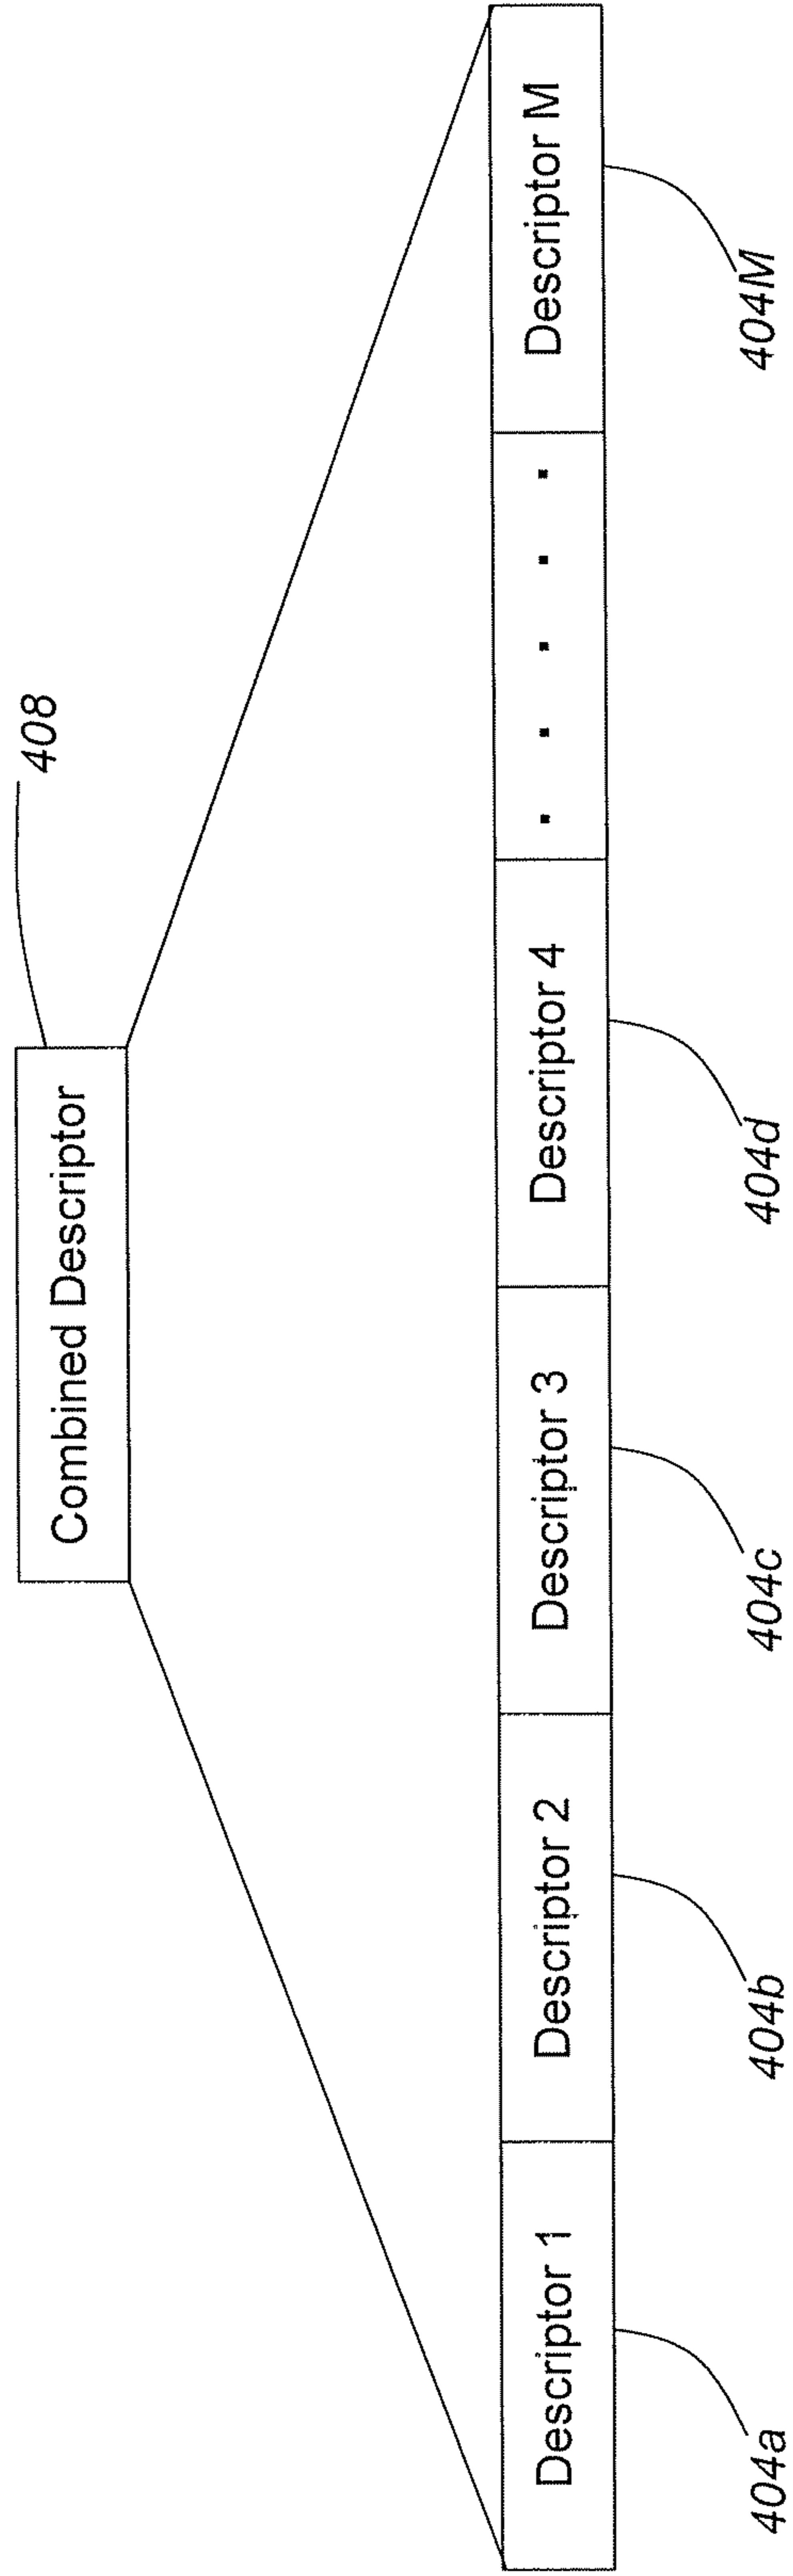 Combined Descriptor
408
Descriptor 1
Descriptor 2
Descriptor 3
Descriptor 4
. . . . .
Descriptor M
404a
404b
404c
404d
404M